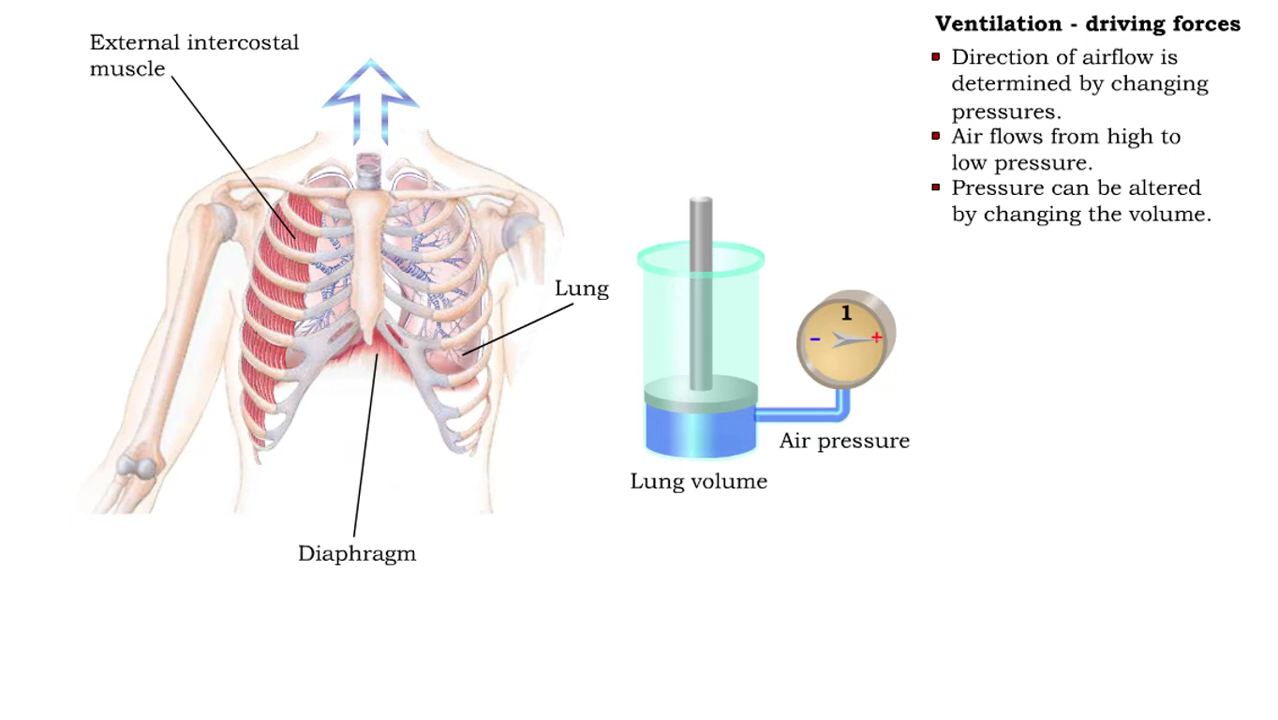 External intercostal
muscle
Lung
Diaphragm
1
- +
Air pressure
Lung volume
Ventilation - driving forces
▪ Direction of airflow is
determined by changing
pressures.
▪ Air flows from high to
low pressure.
▪ Pressure can be altered
by changing the volume.